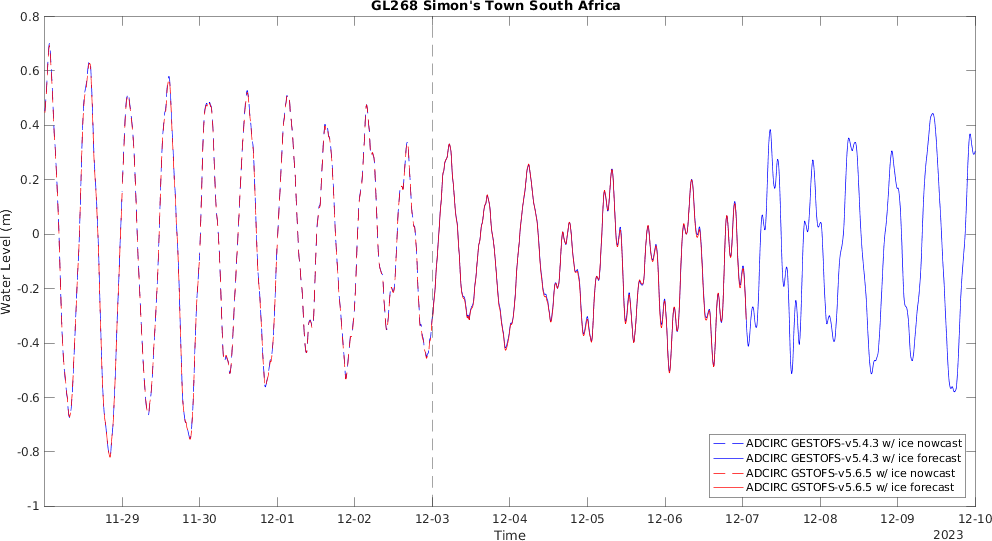 GL268 Simon's Town South Africa
0.8
0.6
0.4
0.2
0
-0.2
-0.4
-0.6
-0.8
-1
Water Level (m)
11-29 11-30 12-01 12-02 12-03 12-04 12-05 12-06 12-07 12-08 12-09 12-10
Time
2023
ADCIRC GESTOFS-v5.4.3 w/ ice nowcast
ADCIRC GESTOFS-v5.4.3 w/ ice forecast
ADCIRC GSTOFS-v5.6.5 w/ ice nowcast
ADCIRC GSTOFS-v5.6.5 w/ ice forecast